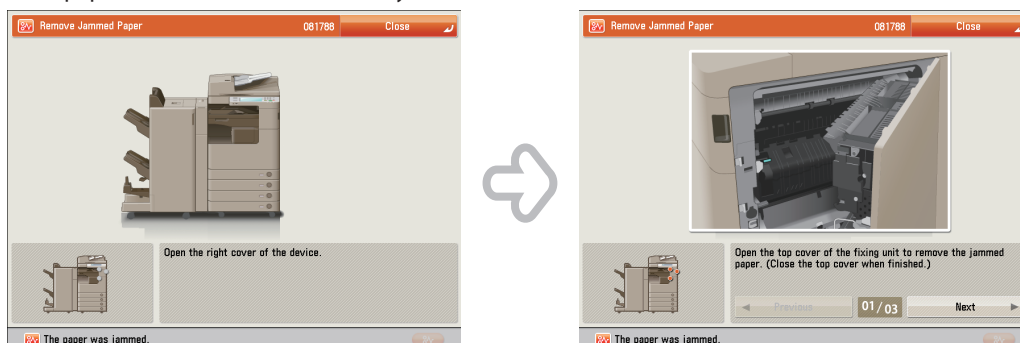 Remove Jammed Paper 081788 Close
Open the right cover of the device.
The paper was jammed.
Remove Jammed Paper 081788 Close
Open the top cover of the fixing unit to remove the jammed
paper. (Close the top cover when finished.)
Previous 01/03 Next
The paper was jammed.